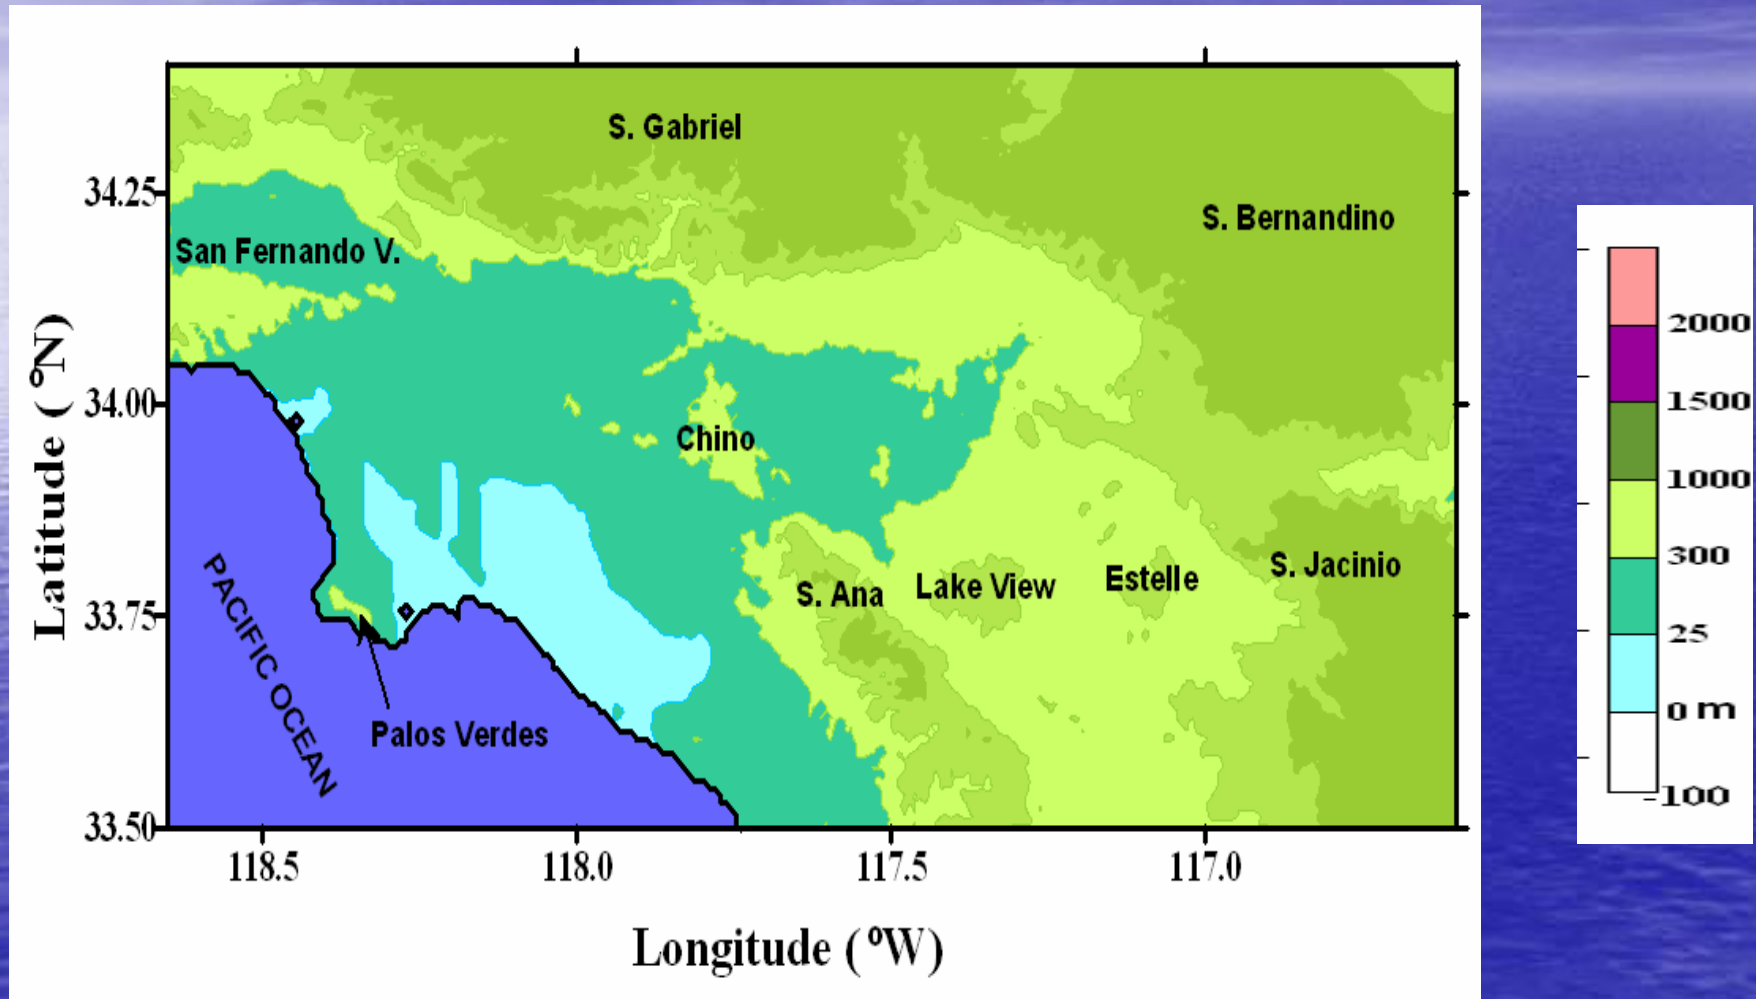 S. Gabriel
34.25
S. Bernandino
San Fernando V.
2000
1500
34.00
Chino
1000
Latitude ( °N)
300
S. Jacinio
Estelle
Lake View
S. Ana
33.75
25
PACIFIC OCEAN
0 m
Palos Verdes
-100
33.50
118.5
118.0
117.5
117.0
Longitude ( °W)